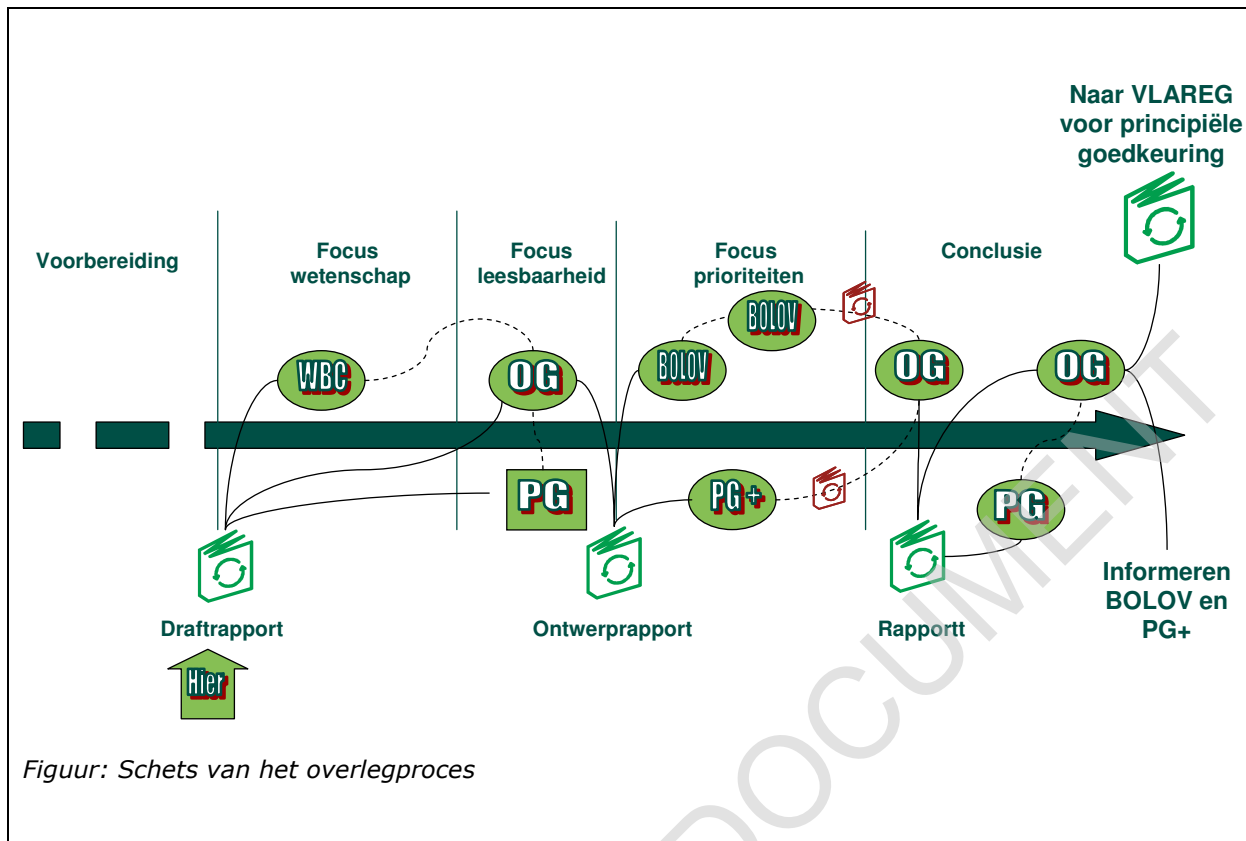 Naar VLAREG
voor principiële
goedkeuring
Voorbereiding
Focus
wetenschap
Focus
leesbaarheid
Focus
prioriteiten
Conclusie
WBC
OG
BOLOV
BOLOV
OG
OG
PG
PG+
PG
Draftrapport
Ontwerprapport
Rapportt
Informeren
BOLOV en
PG+
Hier
Figuur: Schets van het overlegproces
DOCUMENT